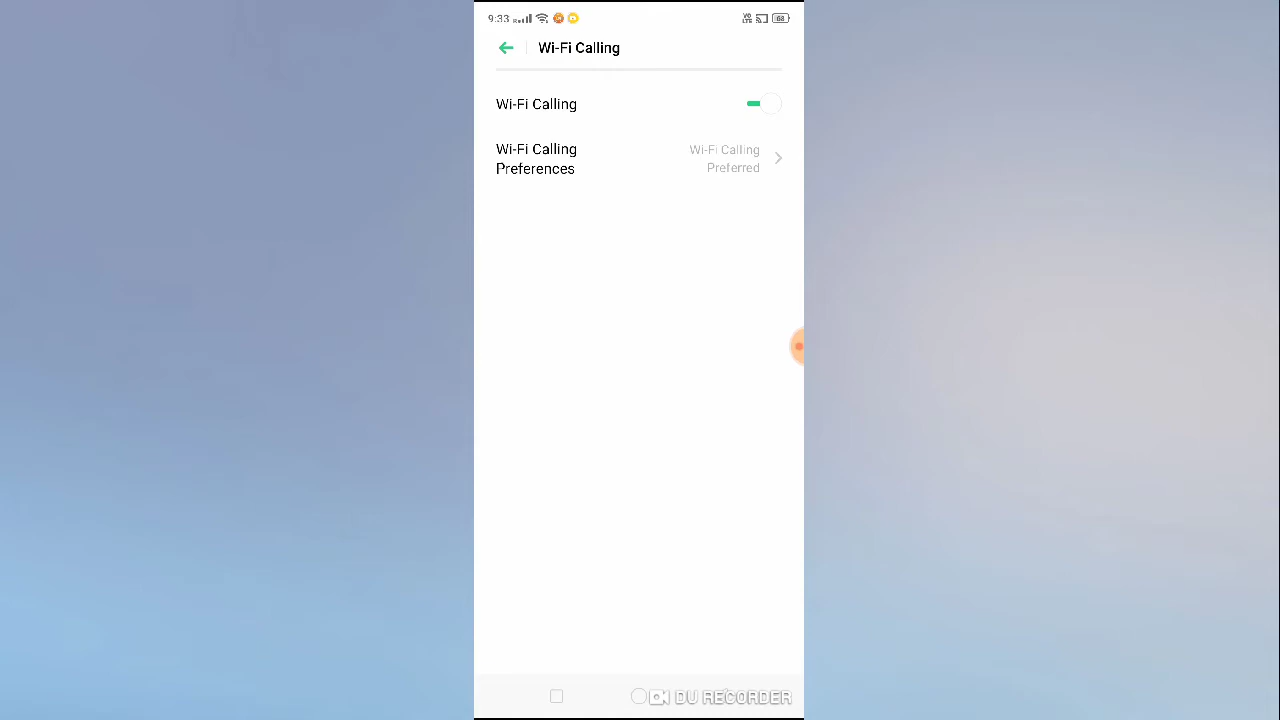 9:33
Wi-Fi Calling
Wi-Fi Calling
Wi-Fi Calling
Preferences
Wi-Fi Calling
Preferred
DU RECORDER